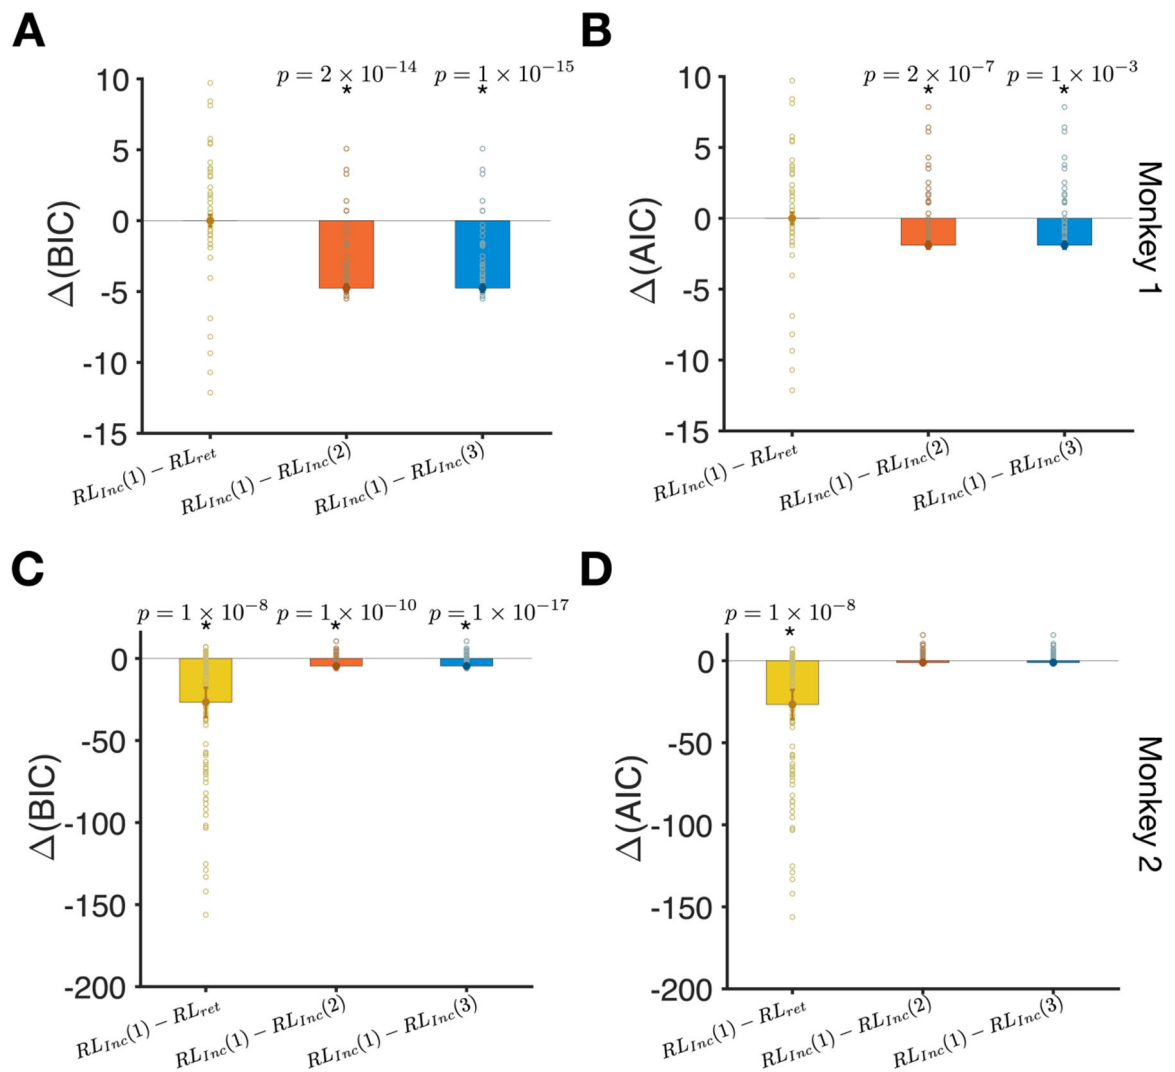 A
B
p = 2 × 10⁻¹⁴ p = 1 × 10⁻¹⁵
* *
10
5
0
-5
-10
-15
Δ(BIC)
RL_Inc(1) − RL_ret
RL_Inc(1) − RL_Inc(2)
RL_Inc(1) − RL_Inc(3)
p = 2 × 10⁻⁷ p = 1 × 10⁻³
* *
10
5
0
-5
-10
-15
Δ(AIC)
RL_Inc(1) − RL_ret
RL_Inc(1) − RL_Inc(2)
RL_Inc(1) − RL_Inc(3)
Monkey 1
C
D
p = 1 × 10⁻⁸ p = 1 × 10⁻¹⁰ p = 1 × 10⁻¹⁷
* * *
0
-50
-100
-150
-200
Δ(BIC)
RL_Inc(1) − RL_ret
RL_Inc(1) − RL_Inc(2)
RL_Inc(1) − RL_Inc(3)
p = 1 × 10⁻⁸
*
0
-50
-100
-150
-200
Δ(AIC)
RL_Inc(1) − RL_ret
RL_Inc(1) − RL_Inc(2)
RL_Inc(1) − RL_Inc(3)
Monkey 2